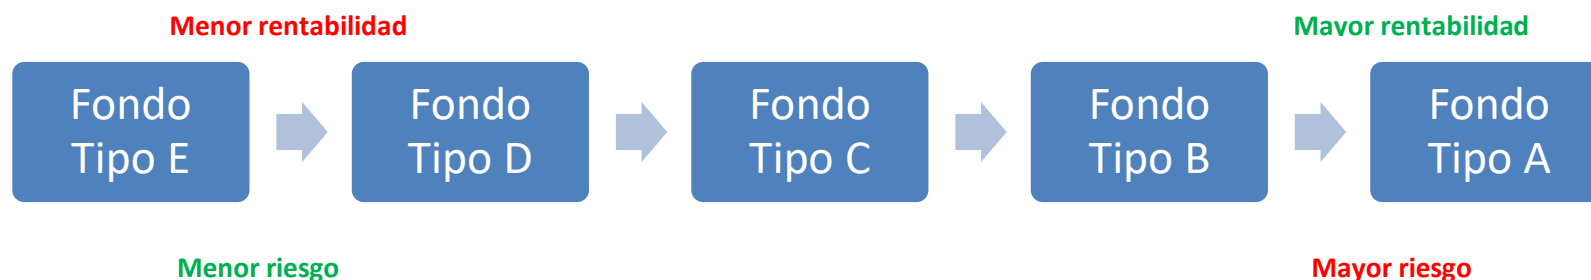 Menor rentabilidad
Mayor rentabilidad
Fondo
Tipo E
Fondo
Tipo D
Fondo
Tipo C
Fondo
Tipo B
Fondo
Tipo A
Menor riesgo
Mayor riesgo